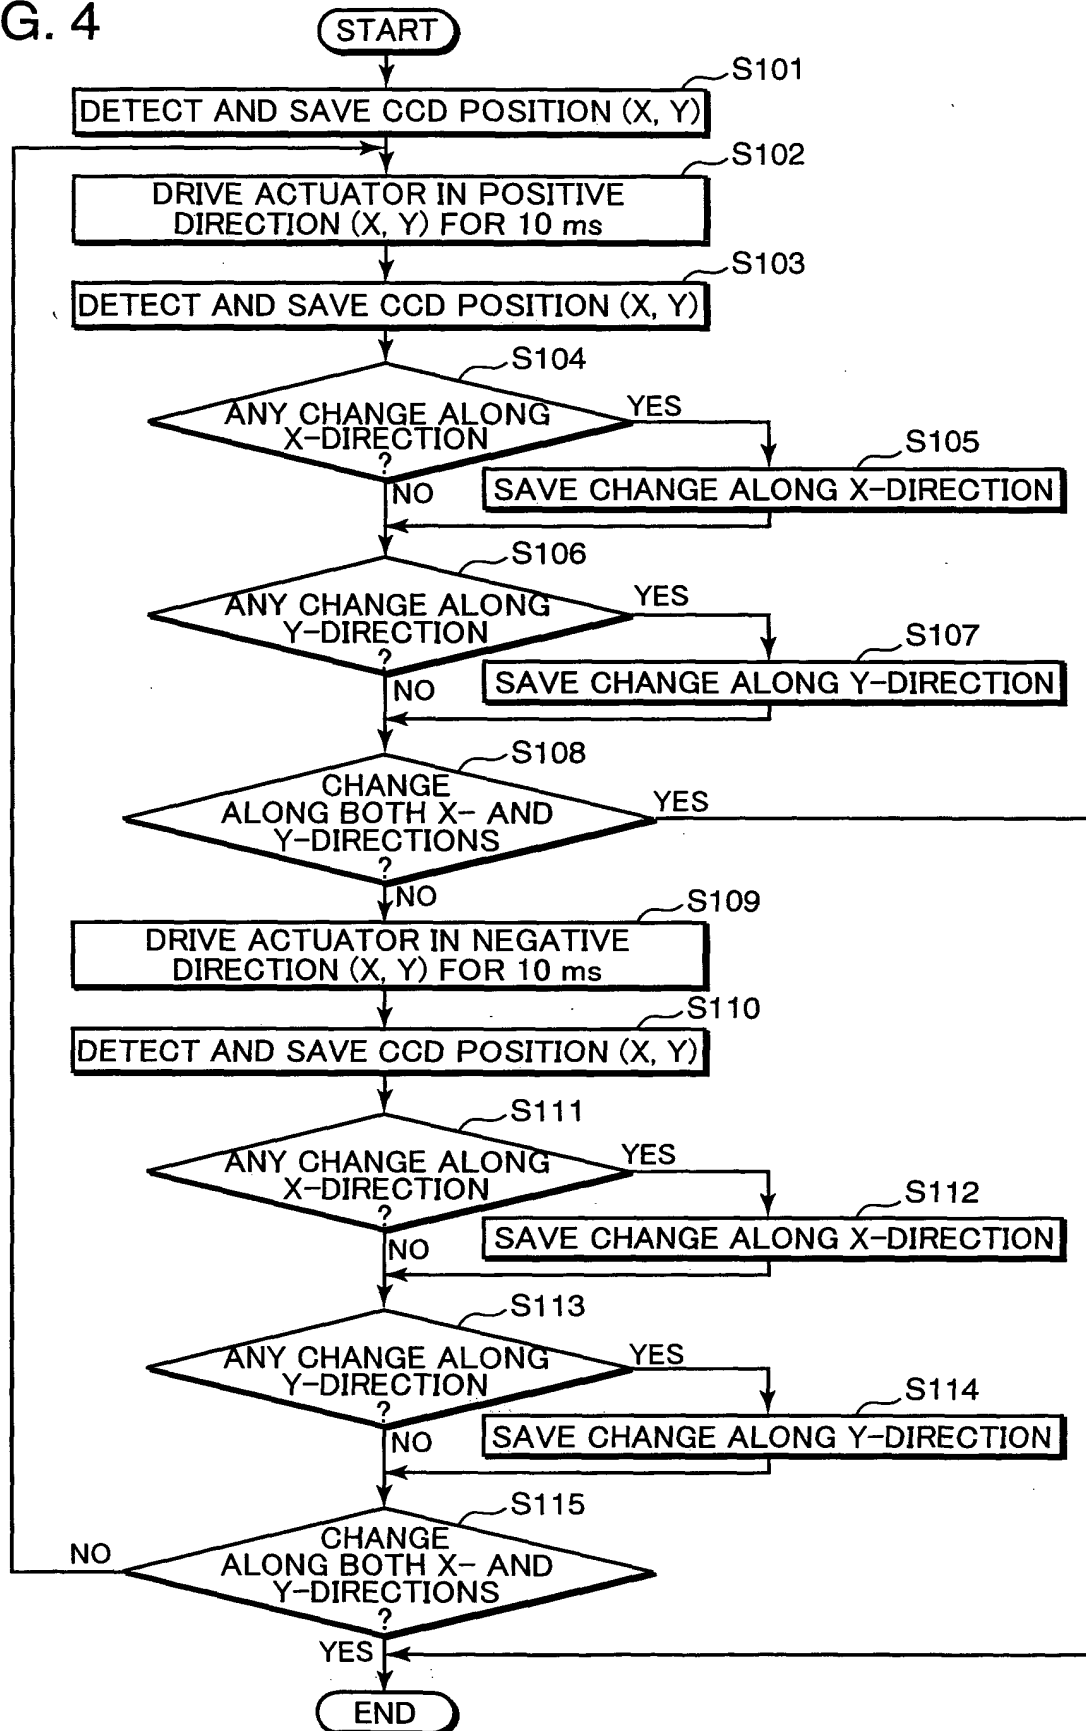 G. 4
START
S101
DETECT AND SAVE CCD POSITION (X, Y)
S102
DRIVE ACTUATOR IN POSITIVE
DIRECTION (X, Y) FOR 10 ms
S103
DETECT AND SAVE CCD POSITION (X, Y)
S104
ANY CHANGE ALONG
X-DIRECTION
?
YES
NO
S105
SAVE CHANGE ALONG X-DIRECTION
S106
ANY CHANGE ALONG
Y-DIRECTION
?
YES
NO
S107
SAVE CHANGE ALONG Y-DIRECTION
S108
CHANGE
ALONG BOTH X- AND
Y-DIRECTIONS
?
YES
NO
S109
DRIVE ACTUATOR IN NEGATIVE
DIRECTION (X, Y) FOR 10 ms
S110
DETECT AND SAVE CCD POSITION (X, Y)
S111
ANY CHANGE ALONG
X-DIRECTION
?
YES
NO
S112
SAVE CHANGE ALONG X-DIRECTION
S113
ANY CHANGE ALONG
Y-DIRECTION
?
YES
NO
S114
SAVE CHANGE ALONG Y-DIRECTION
S115
CHANGE
ALONG BOTH X- AND
Y-DIRECTIONS
?
NO
YES
END